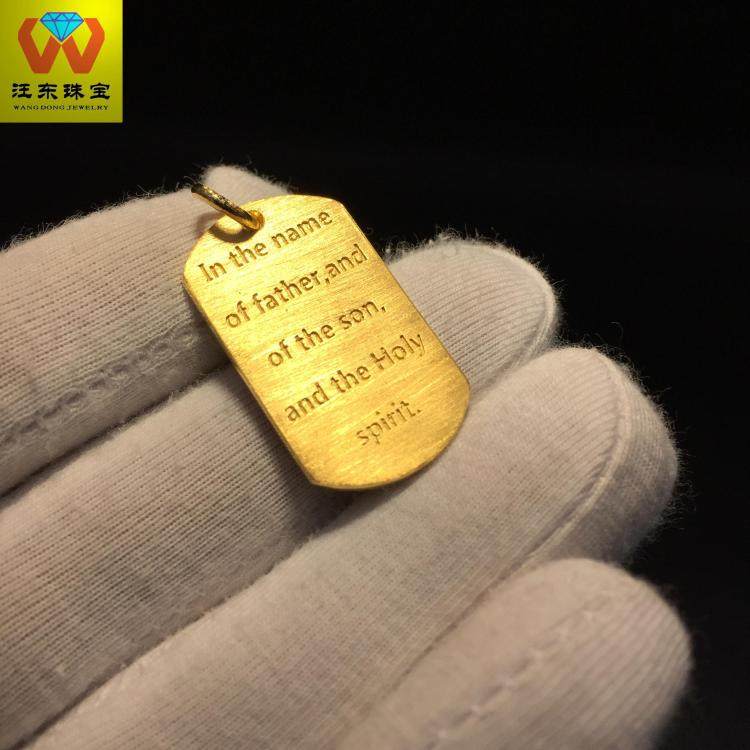 汪东珠宝
WANG DONG JEWELRY
In the name
of father,and
of the son,
and the Holy
spirit.